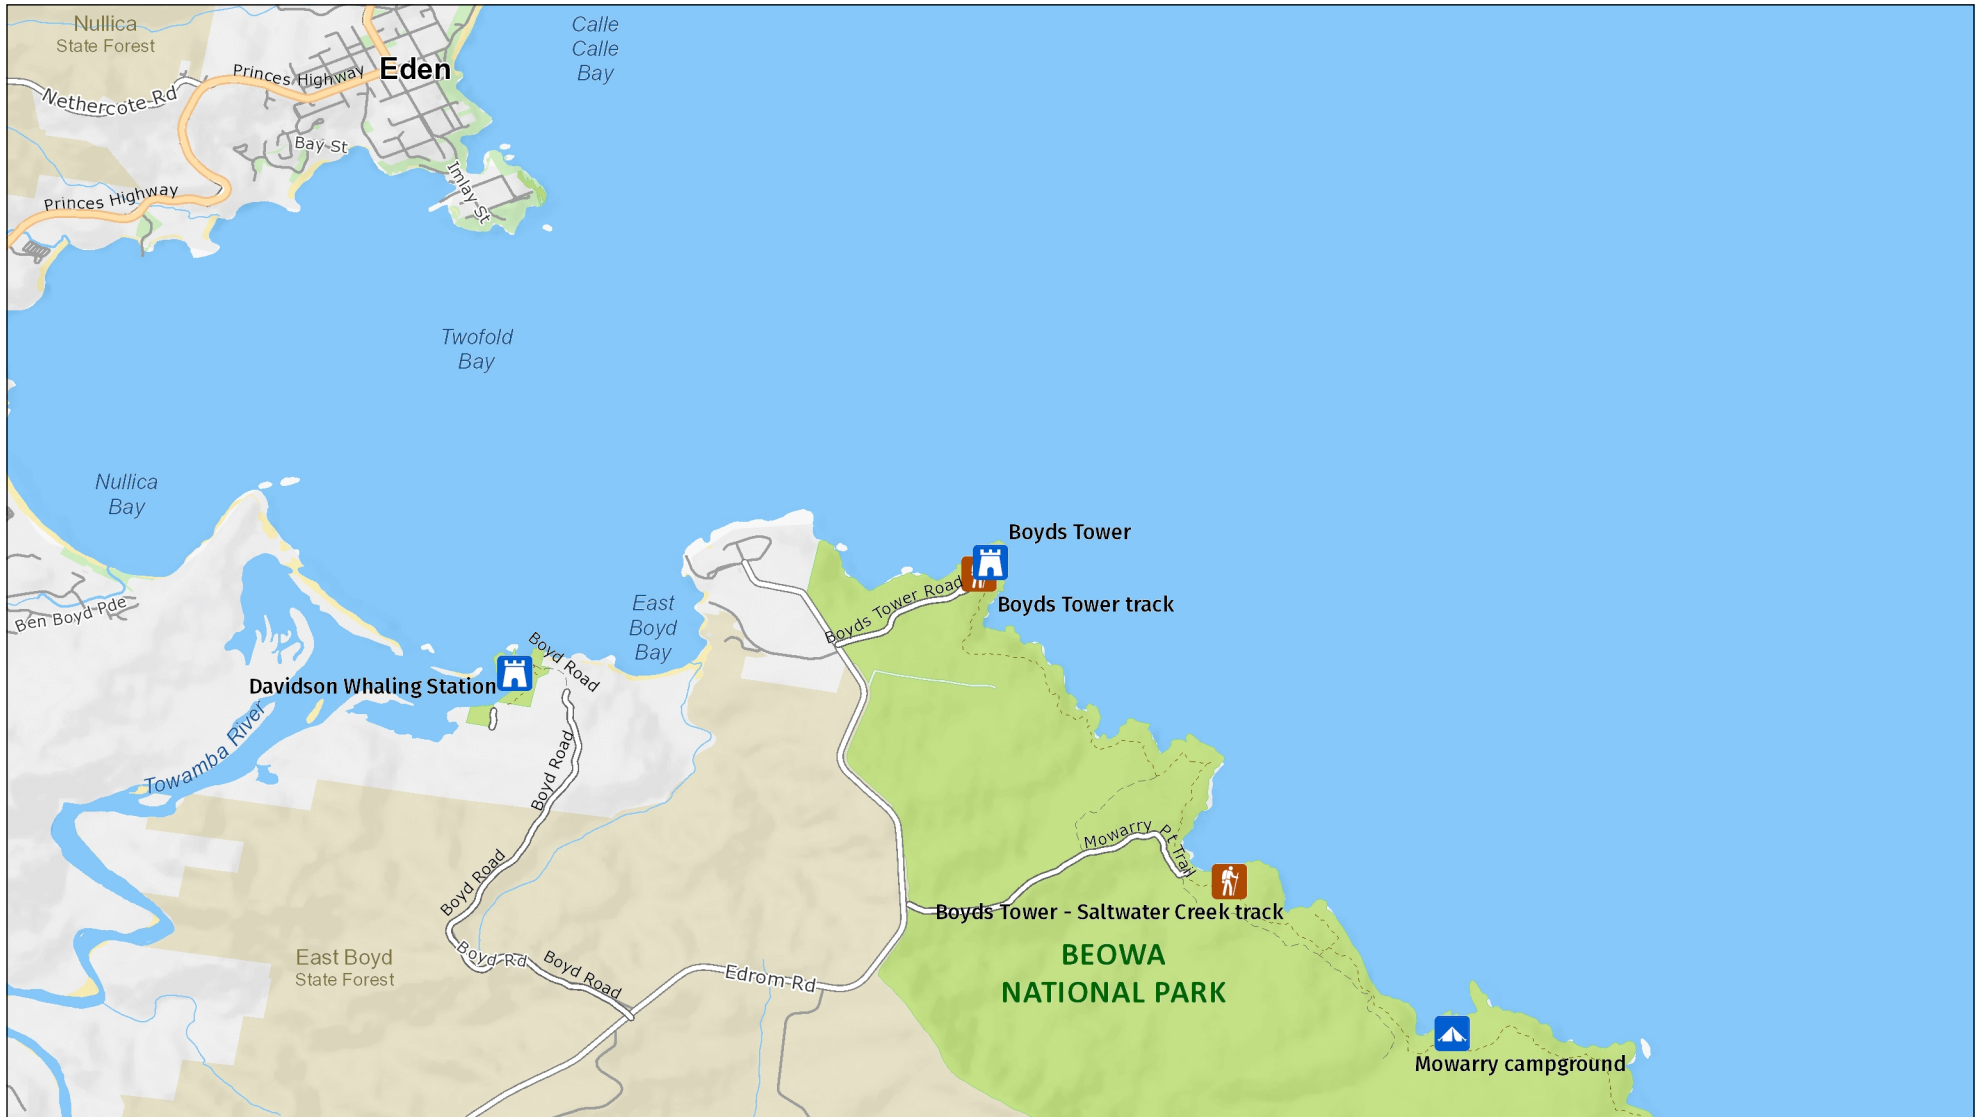 Nullica
State Forest
Calle
Calle
Bay
Princes Highway
Eden
Nethercote Rd
Bay St
Imlay St
Princes Highway
Twofold
Bay
Nullica
Bay
Boyds Tower
Boyds Tower Road
Boyds Tower track
East
Boyd
Bay
Ben Boyd Pde
Boyd Road
Davidson Whaling Station
Towamba River
Boyd Road
Mowarry Pt Trail
Boyd Road
Boyds Tower - Saltwater Creek track
BEOWA
NATIONAL PARK
East Boyd
State Forest
Boyd Rd
Boyd Road
Edrom Rd
Mowarry campground